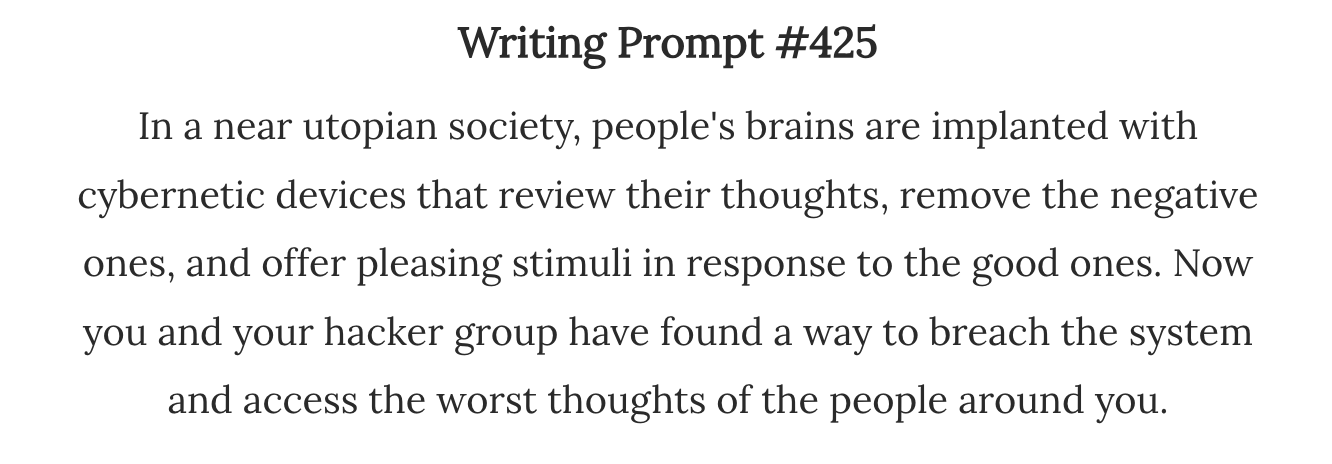 Writing Prompt #425
In a near utopian society, people's brains are implanted with
cybernetic devices that review their thoughts, remove the negative
ones, and offer pleasing stimuli in response to the good ones. Now
you and your hacker group have found a way to breach the system
and access the worst thoughts of the people around you.